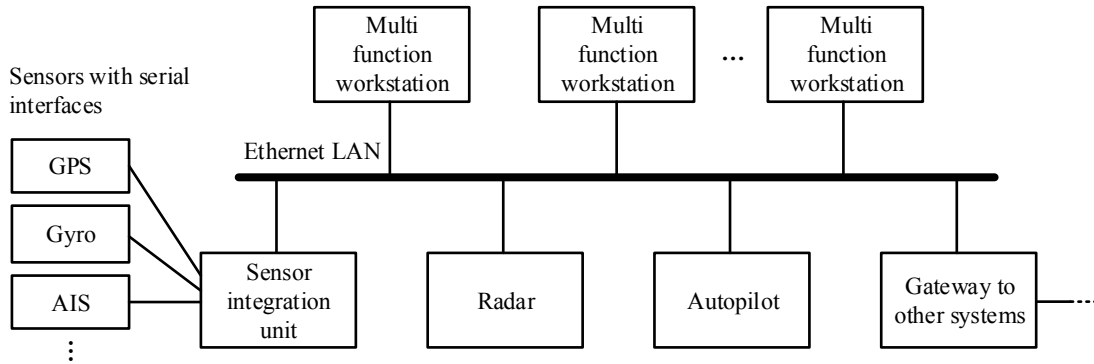 Multi
function
workstation
Multi
function
workstation
...
Multi
function
workstation
Sensors with serial
interfaces
Ethernet LAN
GPS
Gyro
AIS
Sensor
integration
unit
Radar
Autopilot
Gateway to
other systems